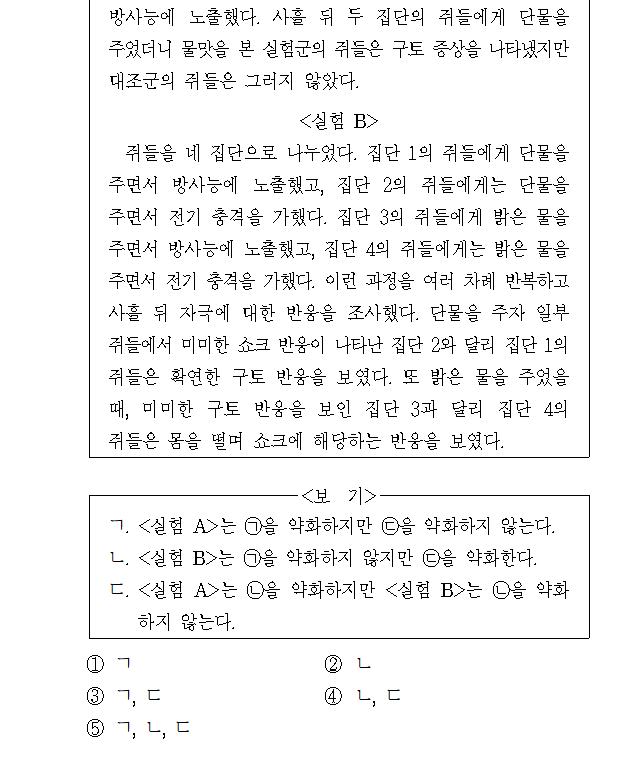 방사능에 노출했다. 사흘 뒤 두 집단의 쥐들에게 단물을
주었더니 물맛을 본 실험군의 쥐들은 구토 증상을 나타냈지만
대조군의 쥐들은 그러지 않았다.
<실험 B>
쥐들을 네 집단으로 나누었다. 집단 1의 쥐들에게 단물을
주면서 방사능에 노출했고, 집단 2의 쥐들에게는 단물을
주면서 전기 충격을 가했다. 집단 3의 쥐들에게 밝은 물을
주면서 방사능에 노출했고, 집단 4의 쥐들에게는 밝은 물을
주면서 전기 충격을 가했다. 이런 과정을 여러 차례 반복하고
사흘 뒤 자극에 대한 반응을 조사했다. 단물을 주자 일부
쥐들에서 미미한 쇼크 반응이 나타난 집단 2와 달리 집단 1의
쥐들은 확연한 구토 반응을 보였다. 또 밝은 물을 주었을
때, 미미한 구토 반응을 보인 집단 3과 달리 집단 4의
쥐들은 몸을 떨며 쇼크에 해당하는 반응을 보였다.
<보 기>
ㄱ. <실험 A>는 ㉠을 약화하지만 ㉢을 약화하지 않는다.
ㄴ. <실험 B>는 ㉠을 약화하지 않지만 ㉢을 약화한다.
ㄷ. <실험 A>는 ㉡을 약화하지만 <실험 B>는 ㉡을 약화
하지 않는다.
① ㄱ ② ㄴ
③ ㄱ, ㄷ ④ ㄴ, ㄷ
⑤ ㄱ, ㄴ, ㄷ